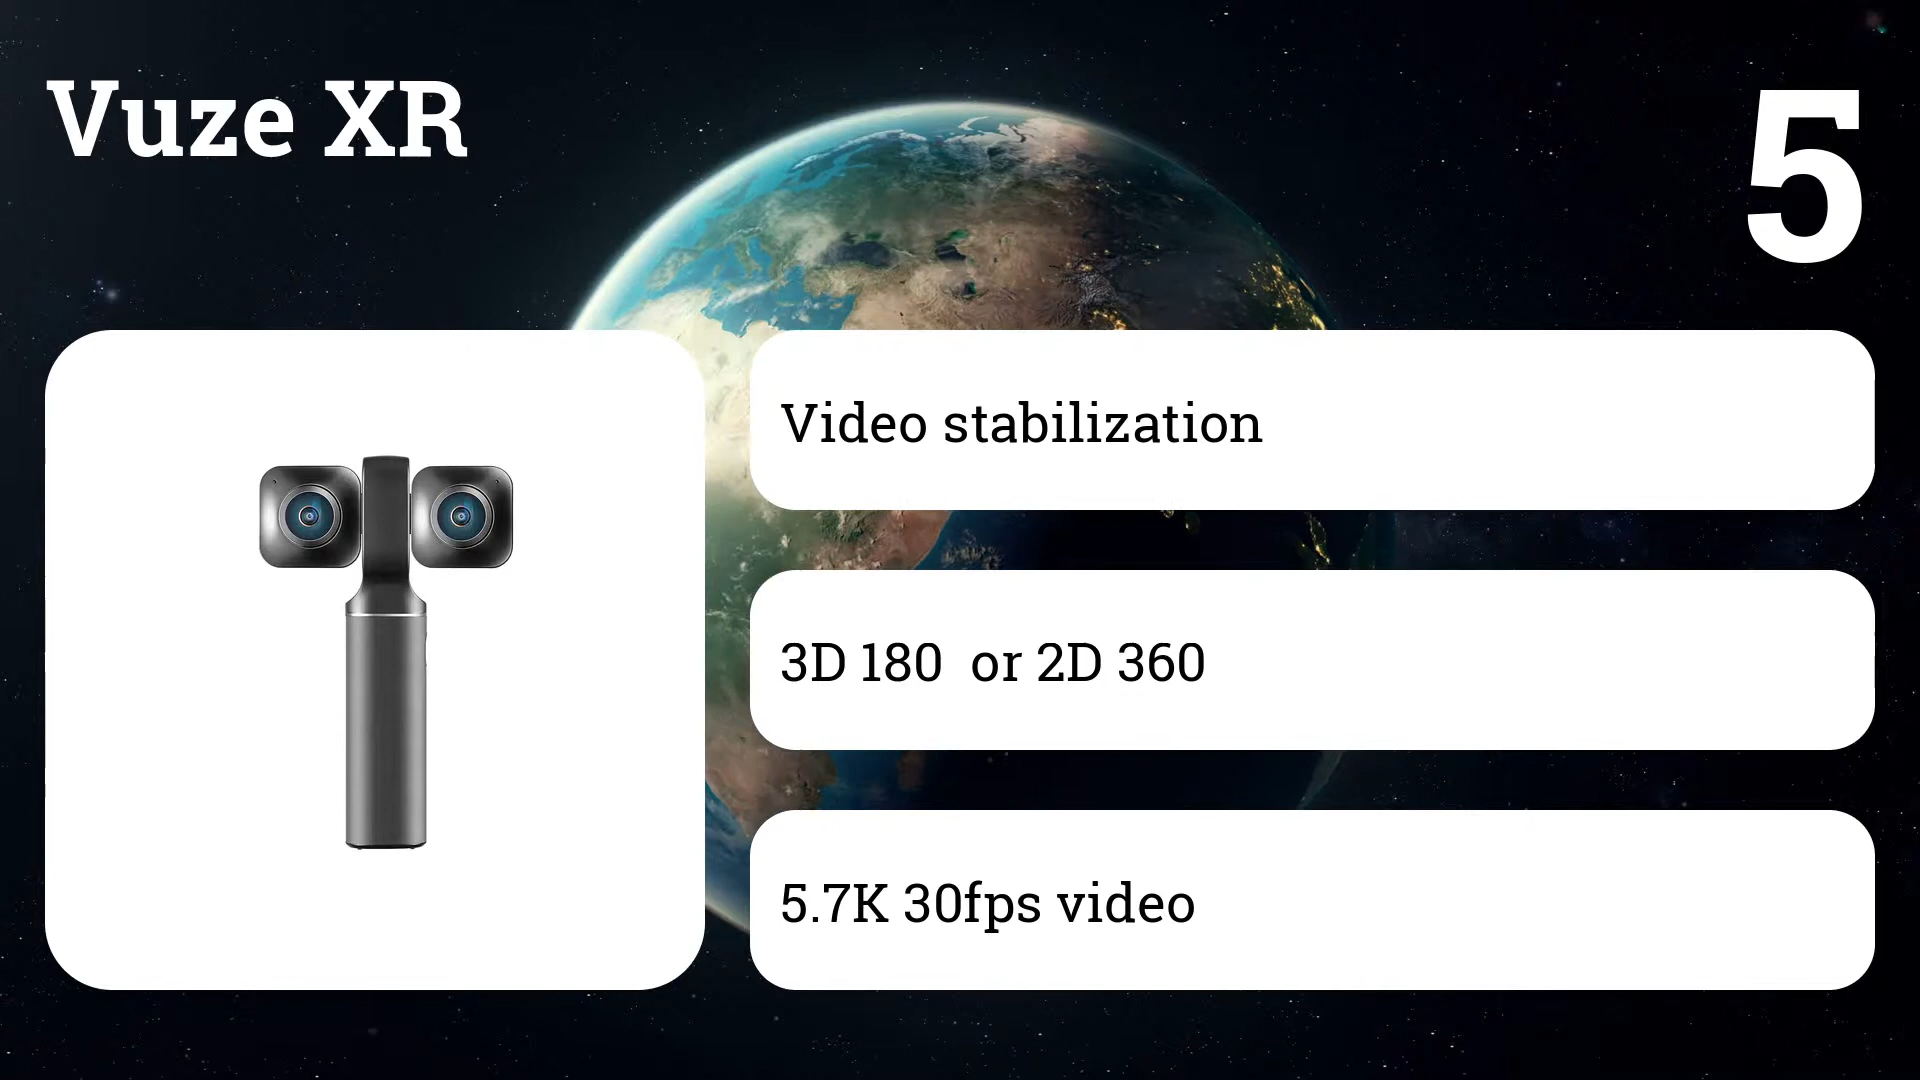 Vuze XR
5
Video stabilization
3D 180  or 2D 360
5.7K 30fps video